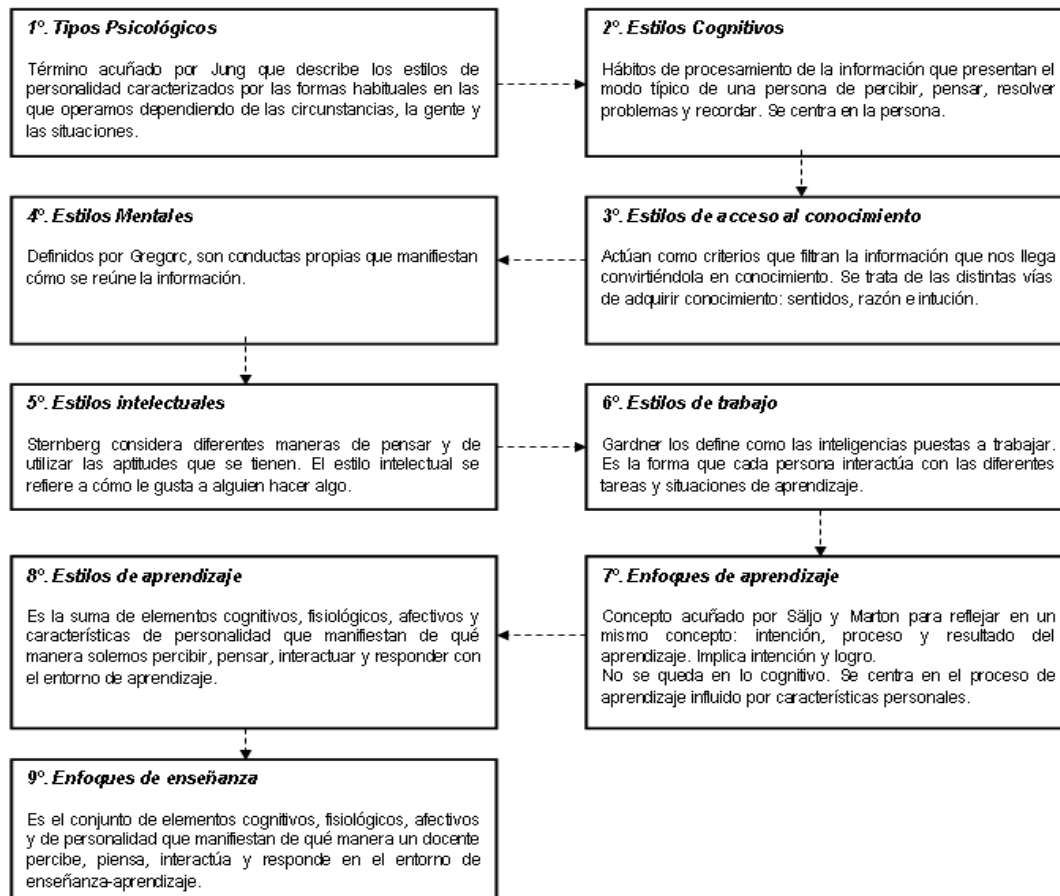 1º. Tipos Psicológicos
Término acuñado por Jung que describe los estilos de
personalidad caracterizados por las formas habituales en las
que operamos dependiendo de las circunstancias, la gente y
las situaciones.
2º. Estilos Cognitivos
Hábitos de procesamiento de la información que presentan el
modo típico de una persona de percibir, pensar, resolver
problemas y recordar. Se centra en la persona.
3º. Estilos de acceso al conocimiento
Actúan como criterios que filtran la información que nos llega
convirtiéndola en conocimiento. Se trata de las distintas vías
de adquirir conocimiento: sentidos, razón e intución.
4º. Estilos Mentales
Definidos por Gregorc, son conductas propias que manifiestan
cómo se reúne la información.
5º. Estilos intelectuales
Sternberg considera diferentes maneras de pensar y de
utilizar las aptitudes que se tienen. El estilo intelectual se
refiere a cómo le gusta a alguien hacer algo.
6º. Estilos de trabajo
Gardner los define como las inteligencias puestas a trabajar.
Es la forma que cada persona interactúa con las diferentes
tareas y situaciones de aprendizaje.
7º. Enfoques de aprendizaje
Concepto acuñado por Säljo y Marton para reflejar en un
mismo concepto: intención, proceso y resultado del
aprendizaje. Implica intención y logro.
No se queda en lo cognitivo. Se centra en el proceso de
aprendizaje influido por características personales.
8º. Estilos de aprendizaje
Es la suma de elementos cognitivos, fisiológicos, afectivos y
características de personalidad que manifiestan de qué
manera solemos percibir, pensar, interactuar y responder con
el entorno de aprendizaje.
9º. Enfoques de enseñanza
Es el conjunto de elementos cognitivos, fisiológicos, afectivos
y de personalidad que manifiestan de qué manera un docente
percibe, piensa, interactúa y responde en el entorno de
enseñanza-aprendizaje.